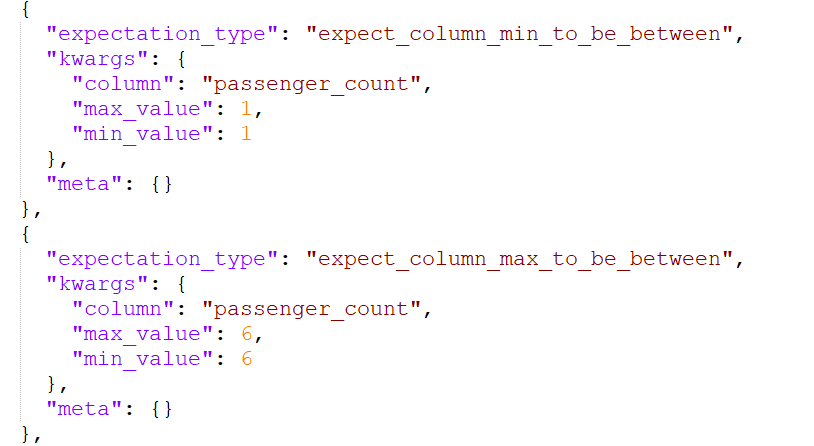 {
  "expectation_type": "expect_column_min_to_be_between",
  "kwargs": {
    "column": "passenger_count",
    "max_value": 1,
    "min_value": 1
  },
  "meta": {}
},
{
  "expectation_type": "expect_column_max_to_be_between",
  "kwargs": {
    "column": "passenger_count",
    "max_value": 6,
    "min_value": 6
  },
  "meta": {}
},